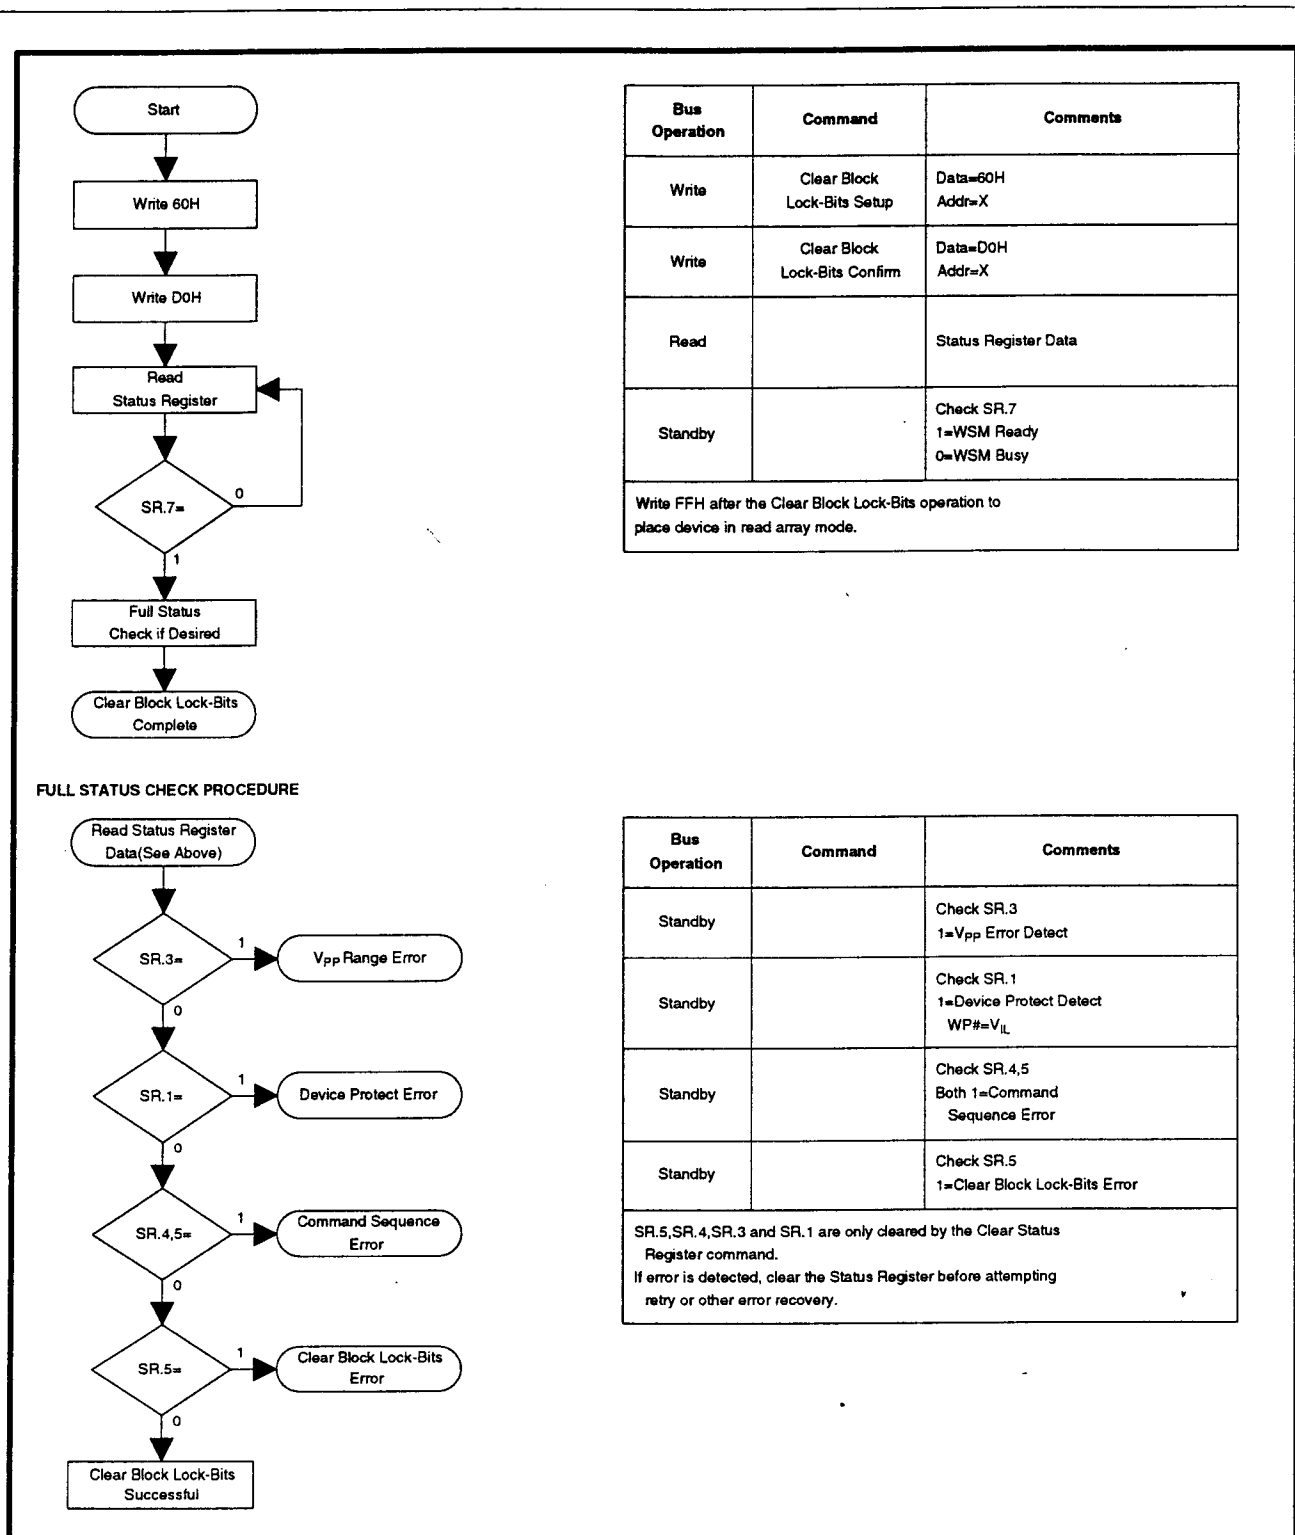 Start
Write 60H
Write D0H
Read
Status Register
SR.7=
0
1
Full Status
Check if Desired
Clear Block Lock-Bits
Complete
Bus
Operation
Command
Comments
Write
Clear Block
Lock-Bits Setup
Data=60H
Addr=X
Write
Clear Block
Lock-Bits Confirm
Data=D0H
Addr=X
Read
Status Register Data
Standby
Check SR.7
1=WSM Ready
0=WSM Busy
Write FFH after the Clear Block Lock-Bits operation to
place device in read array mode.
FULL STATUS CHECK PROCEDURE
Read Status Register
Data(See Above)
SR.3=
1
VPP Range Error
0
SR.1=
1
Device Protect Error
0
SR.4,5=
1
Command Sequence
Error
0
SR.5=
1
Clear Block Lock-Bits
Error
0
Clear Block Lock-Bits
Successful
Bus
Operation
Command
Comments
Standby
Check SR.3
1=VPP Error Detect
Standby
Check SR.1
1=Device Protect Detect
WP#=VIL
Standby
Check SR.4,5
Both 1=Command
Sequence Error
Standby
Check SR.5
1=Clear Block Lock-Bits Error
SR.5,SR.4,SR.3 and SR.1 are only cleared by the Clear Status
Register command.
If error is detected, clear the Status Register before attempting
retry or other error recovery.